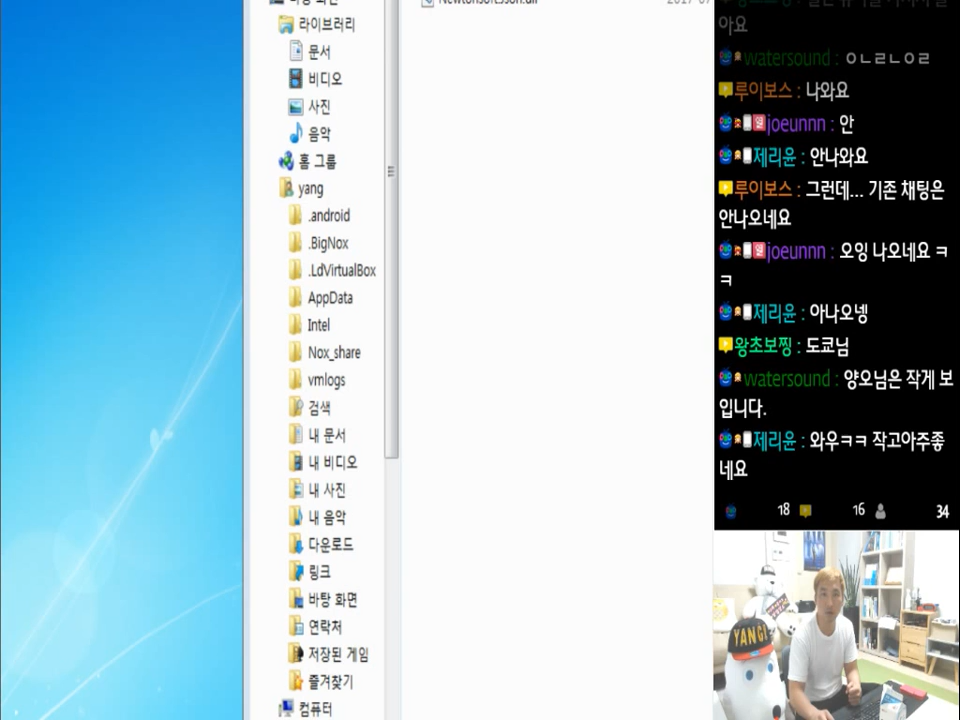 라이브러리
문서
비디오
사진
음악
홈 그룹
yang
.android
.BigNox
.LdVirtualBox
AppData
Intel
Nox_share
vmlogs
검색
내 문서
내 비디오
내 사진
내 음악
다운로드
링크
바탕 화면
연락처
저장된 게임
즐겨찾기
컴퓨터
아요
watersound : ㅇㄴㄹㄴㅇㄹ
루이보스 : 나와요
joeunnn : 안
제리윤 : 안나와요
루이보스 : 그런데... 기존 채팅은
안나오네요
joeunnn : 오잉 나오네요 ㅋ
ㅋ
제리윤 : 아나오넹
왕초보찡 : 도쿄님
watersound : 양오님은 작게 보
입니다.
제리윤 : 와우ㅋㅋ 작고아주좋
네요
18 16 34
YANG